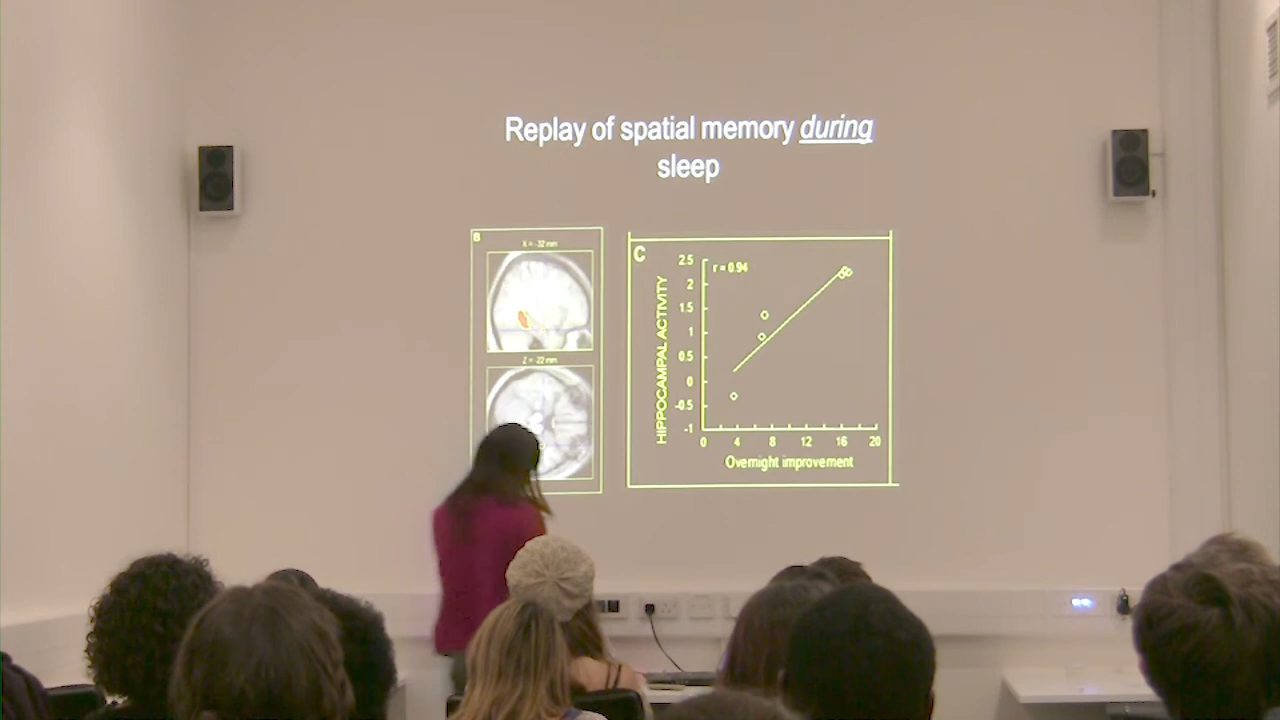 Replay of spatial memory during
sleep
B
X = -32 mm
Z = -22 mm
C
r = 0.94
HIPPOCAMPAL ACTIVITY
2.5
2
1.5
1
0.5
0
-0.5
-1
0 4 8 12 16 20
Overnight improvement